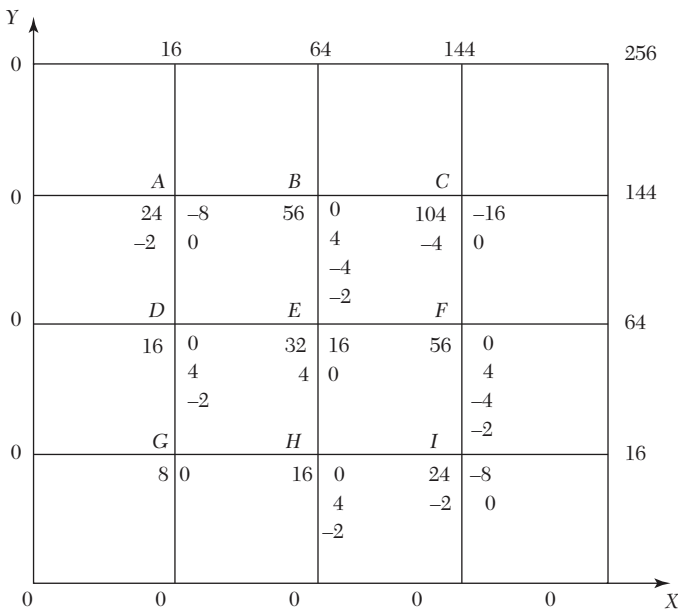 Y
16 64 144
0 256
A B C
0 144
24 –8 56 0 104 –16
–2 0 4 –4 0
–4
–2
D E F
0 64
16 0 32 16 56 0
4 4 0 4
–2 –4
–2
G H I
0 16
8 0 16 0 24 –8
4 –2 0
–2
0 0 0 0 0 X